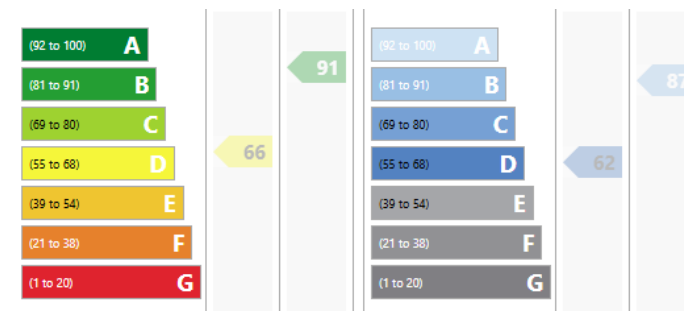 (92 to 100) A
(81 to 91) B
(69 to 80) C
(55 to 68) D
(39 to 54) E
(21 to 38) F
(1 to 20) G
66
91
(92 to 100) A
(81 to 91) B
(69 to 80) C
(55 to 68) D
(39 to 54) E
(21 to 38) F
(1 to 20) G
62
87